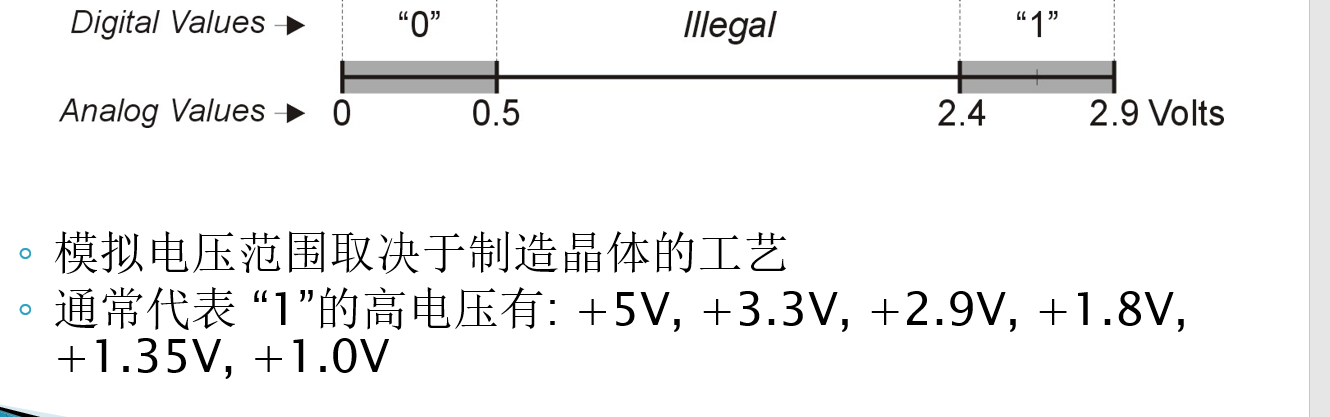 Digital Values → “0” Illegal “1”
Analog Values → 0 0.5 2.4 2.9 Volts
◦ 模拟电压范围取决于制造晶体的工艺
◦ 通常代表 “1”的高电压有: +5V, +3.3V, +2.9V, +1.8V,
+1.35V, +1.0V